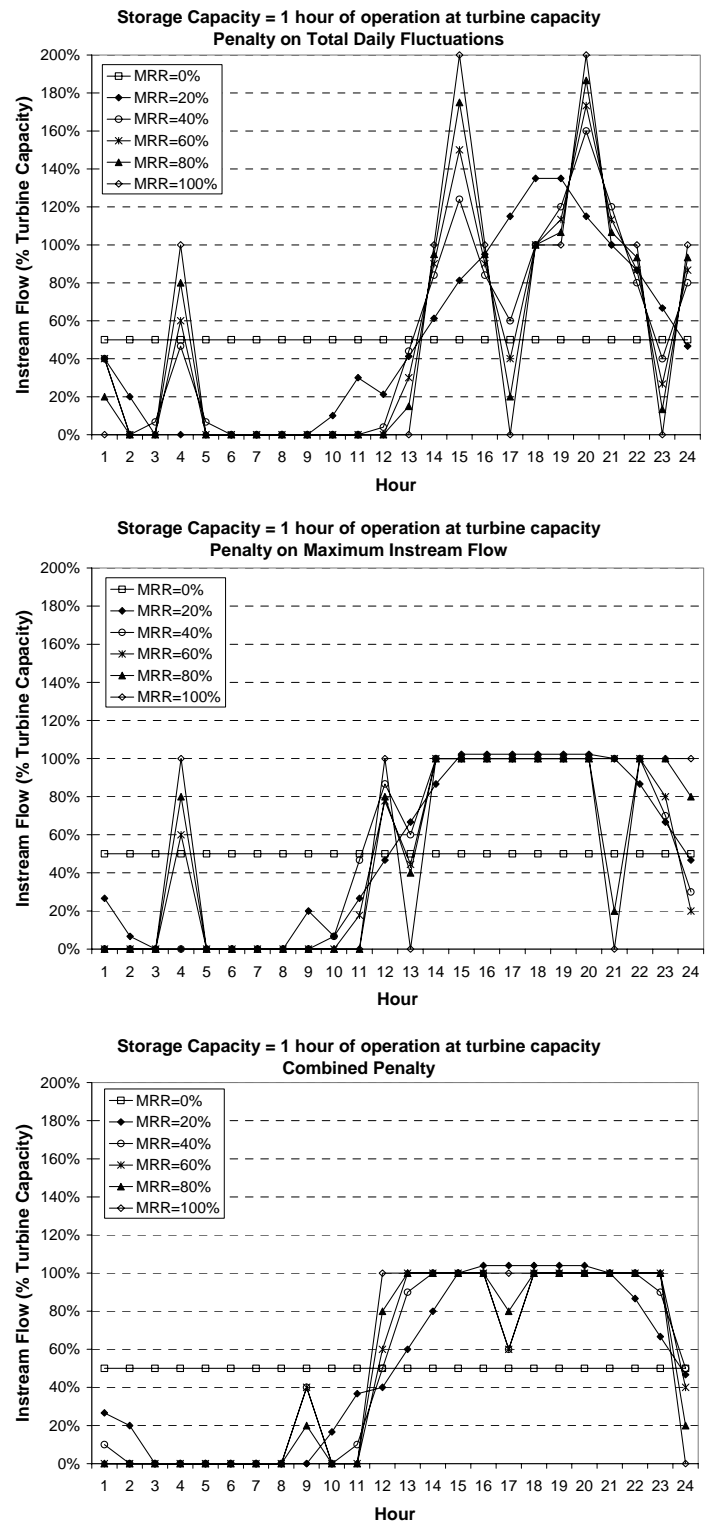 Storage Capacity = 1 hour of operation at turbine capacity
Penalty on Total Daily Fluctuations
Instream Flow (% Turbine Capacity)
200%
180%
160%
140%
120%
100%
80%
60%
40%
20%
0%
MRR=0%
MRR=20%
MRR=40%
MRR=60%
MRR=80%
MRR=100%
1 2 3 4 5 6 7 8 9 10 11 12 13 14 15 16 17 18 19 20 21 22 23 24
Hour
Storage Capacity = 1 hour of operation at turbine capacity
Penalty on Maximum Instream Flow
Instream Flow (% Turbine Capacity)
200%
180%
160%
140%
120%
100%
80%
60%
40%
20%
0%
MRR=0%
MRR=20%
MRR=40%
MRR=60%
MRR=80%
MRR=100%
1 2 3 4 5 6 7 8 9 10 11 12 13 14 15 16 17 18 19 20 21 22 23 24
Hour
Storage Capacity = 1 hour of operation at turbine capacity
Combined Penalty
Instream Flow (% Turbine Capacity)
200%
180%
160%
140%
120%
100%
80%
60%
40%
20%
0%
MRR=0%
MRR=20%
MRR=40%
MRR=60%
MRR=80%
MRR=100%
1 2 3 4 5 6 7 8 9 10 11 12 13 14 15 16 17 18 19 20 21 22 23 24
Hour